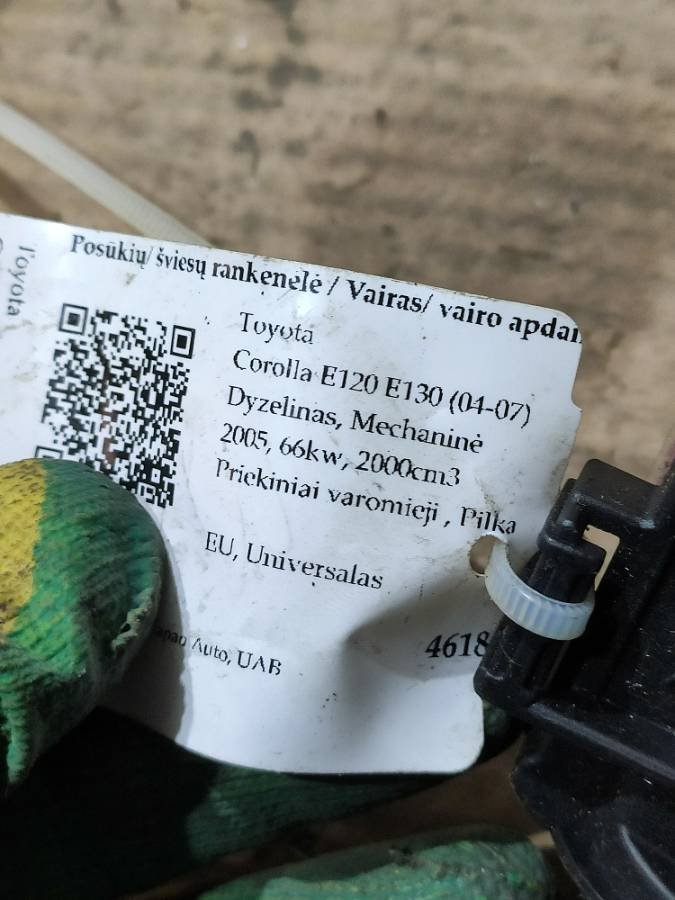 Posūkių/ šviesų rankenėlė / Vairas/ vairo apdai
Toyota
Toyota
Corolla E120 E130 (04-07)
Dyzelinas, Mechaninė
2005, 66kw, 2000cm3
Priekiniai varomieji , Pilka
EU, Universalas
Auto, UAB
4618